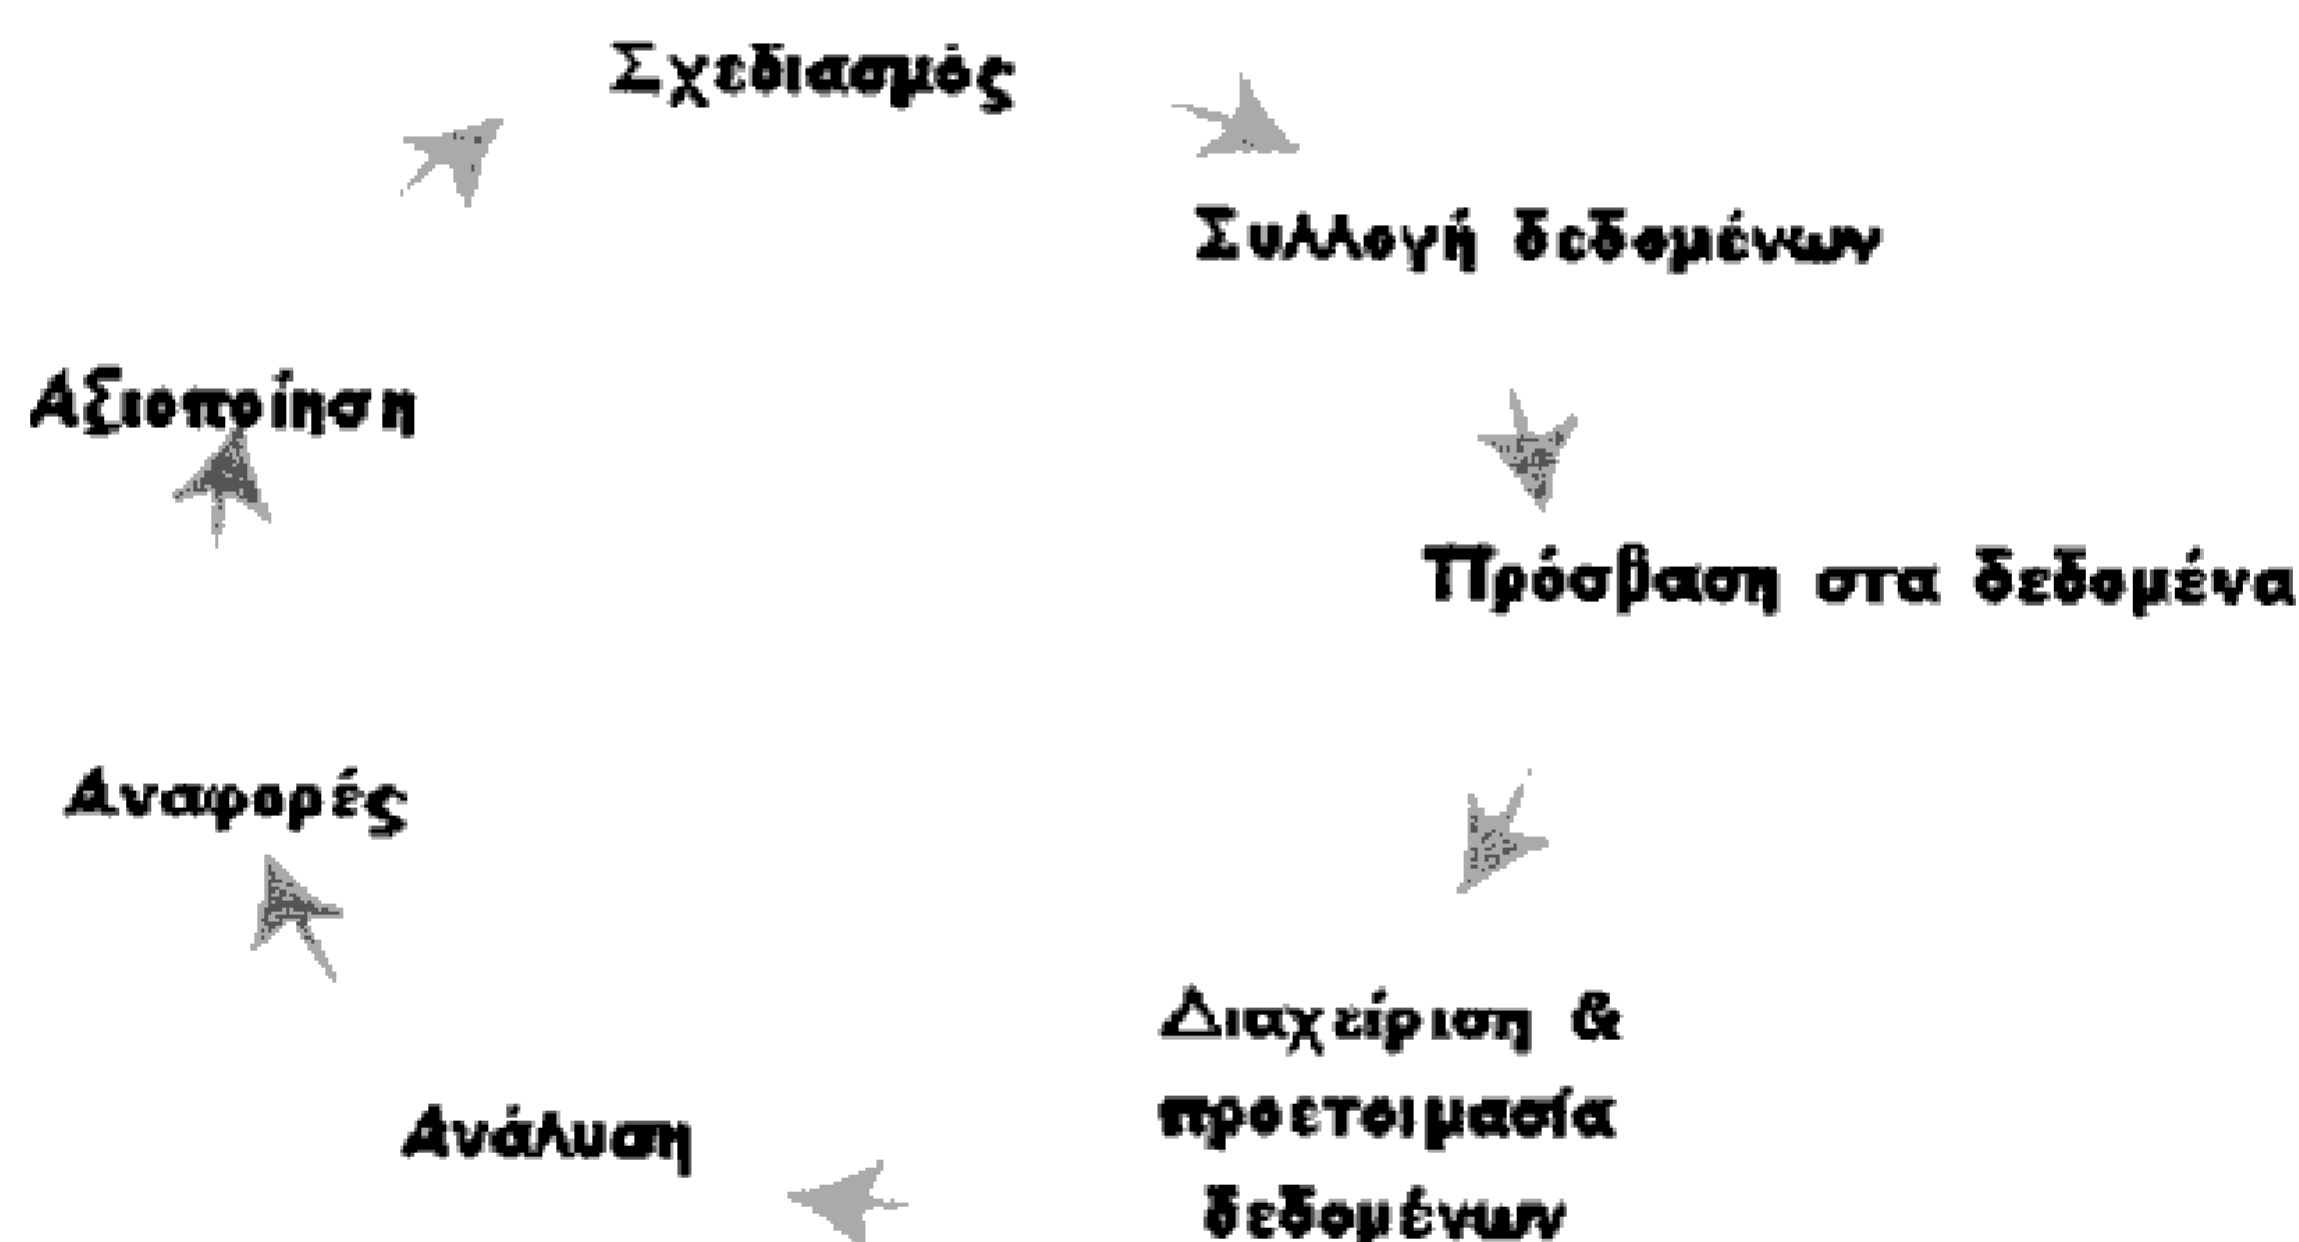 Σχεδιασμός
Συλλογή δεδομένων
Αξιοποίηση
Πρόσβαση στα δεδομένα
Αναφορές
Διαχείριση &
προετοιμασία
δεδομένων
Ανάλυση